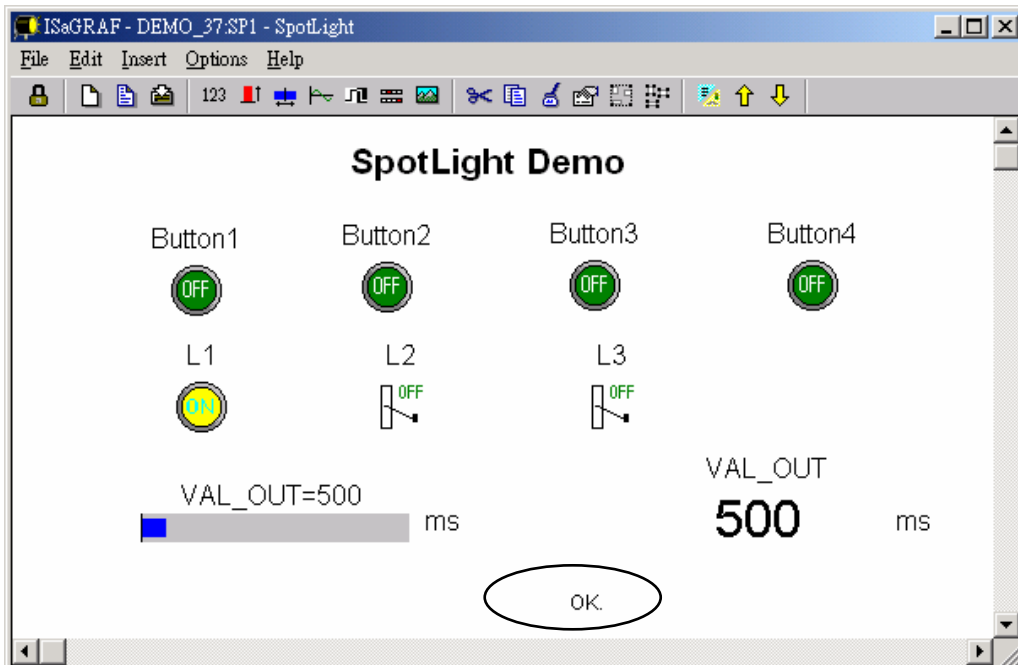 ISaGRAF - DEMO_37:SP1 - SpotLight
File Edit Insert Options Help
123
SpotLight Demo
Button1 Button2 Button3 Button4
OFF OFF OFF OFF
L1 L2 L3
ON OFF OFF
VAL_OUT=500
ms
VAL_OUT
500 ms
OK.